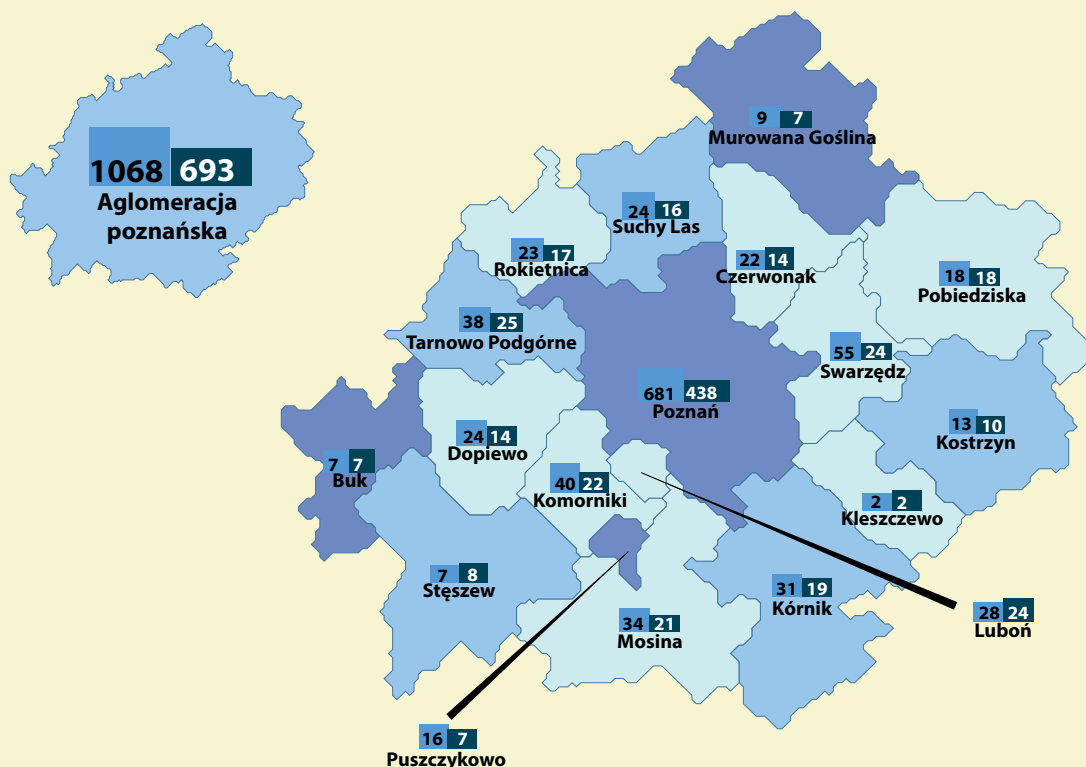 1068 693
Aglomeracja
poznańska
9 7
Murowana Goślina
24 16
Suchy Las
23 17
Rokietnica
22 14
Czerwonak
18 18
Pobiedziska
38 25
Tarnowo Podgórne
55 24
Swarzędz
681 438
Poznań
13 10
Kostrzyn
24 14
Dopiewo
7 7
Buk
40 22
Komorniki
2 2
Kleszczewo
7 8
Stęszew
31 19
Kórnik
28 24
Luboń
34 21
Mosina
16 7
Puszczykowo